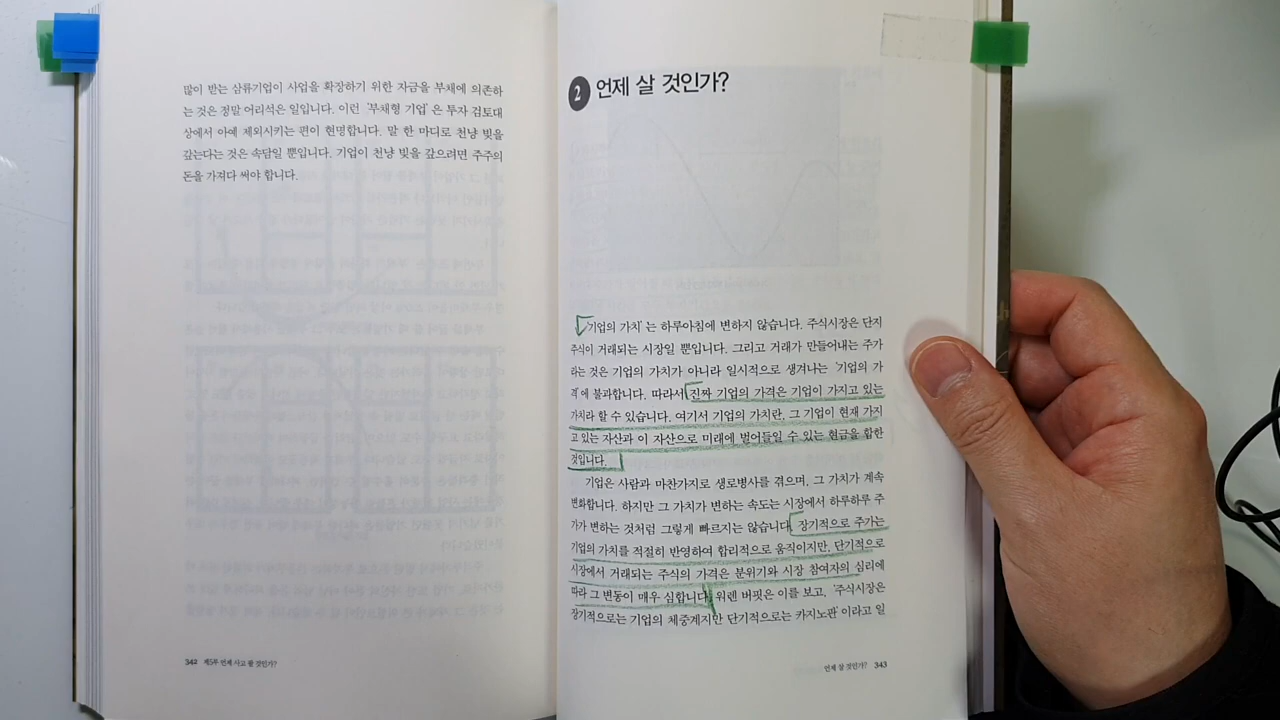 많이 받는 삼류기업이 사업을 확장하기 위한 자금을 부채에 의존하
는 것은 정말 어리석은 일입니다. 이런 '부채형 기업' 은 투자 검토대
상에서 아예 제외시키는 편이 현명합니다. 말 한 마디로 천냥 빚을
갚는다는 것은 속담일 뿐입니다. 기업이 천냥 빚을 갚으려면 주주의
돈을 가져다 써야 합니다.
342 제5부 언제 사고 팔 것인가?
2 언제 살 것인가?
'기업의 가치' 는 하루아침에 변하지 않습니다. 주식시장은 단지
주식이 거래되는 시장일 뿐입니다. 그리고 거래가 만들어내는 주가
라는 것은 기업의 가치가 아니라 일시적으로 생겨나는 '기업의 가
격' 에 불과합니다. 따라서 진짜 기업의 가격은 기업이 가지고 있는
가치라 할 수 있습니다. 여기서 기업의 가치란, 그 기업이 현재 가지
고 있는 자산과 이 자산으로 미래에 벌어들일 수 있는 현금을 합한
것입니다.
기업은 사람과 마찬가지로 생로병사를 겪으며, 그 가치가 계속
변화합니다. 하지만 그 가치가 변하는 속도는 시장에서 하루하루 주
가가 변하는 것처럼 그렇게 빠르지는 않습니다. 장기적으로 주가는
기업의 가치를 적절히 반영하여 합리적으로 움직이지만, 단기적으로
시장에서 거래되는 주식의 가격은 분위기와 시장 참여자의 심리에
따라 그 변동이 매우 심합니다. 워렌 버핏은 이를 보고, '주식시장은
장기적으로는 기업의 체중계지만 단기적으로는 카지노판' 이라고 일
언제 살 것인가? 343